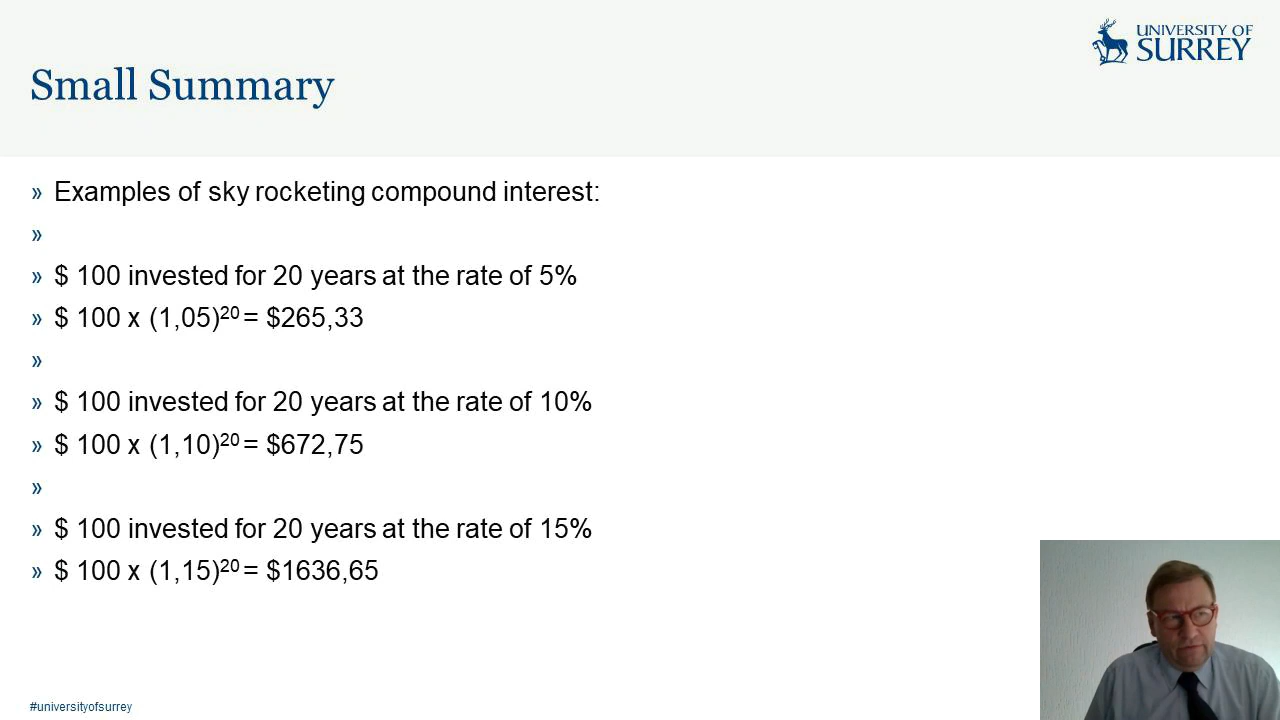 UNIVERSITY OF
SURREY
Small Summary
» Examples of sky rocketing compound interest:
»
» $ 100 invested for 20 years at the rate of 5%
» $ 100 x (1,05)²⁰ = $265,33
»
» $ 100 invested for 20 years at the rate of 10%
» $ 100 x (1,10)²⁰ = $672,75
»
» $ 100 invested for 20 years at the rate of 15%
» $ 100 x (1,15)²⁰ = $1636,65
#universityofsurrey